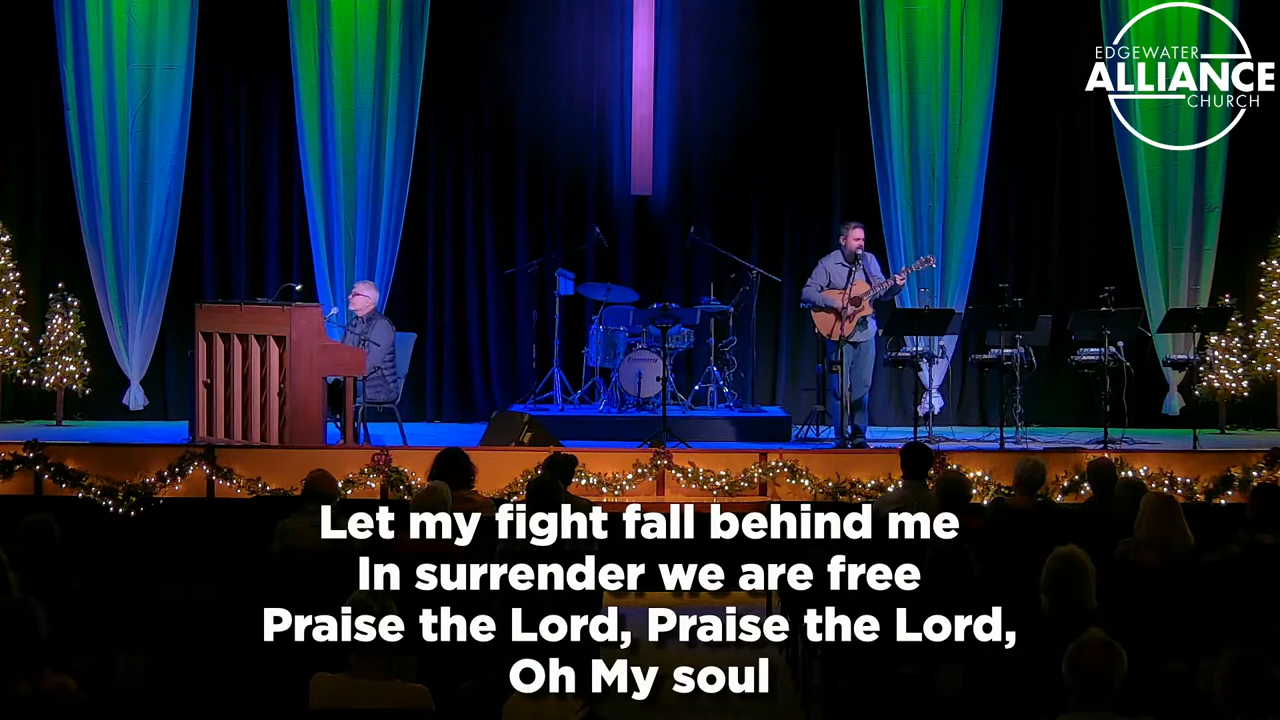 EDGEWATER
ALLIANCE
CHURCH
Let my fight fall behind me
In surrender we are free
Praise the Lord, Praise the Lord,
Oh My soul